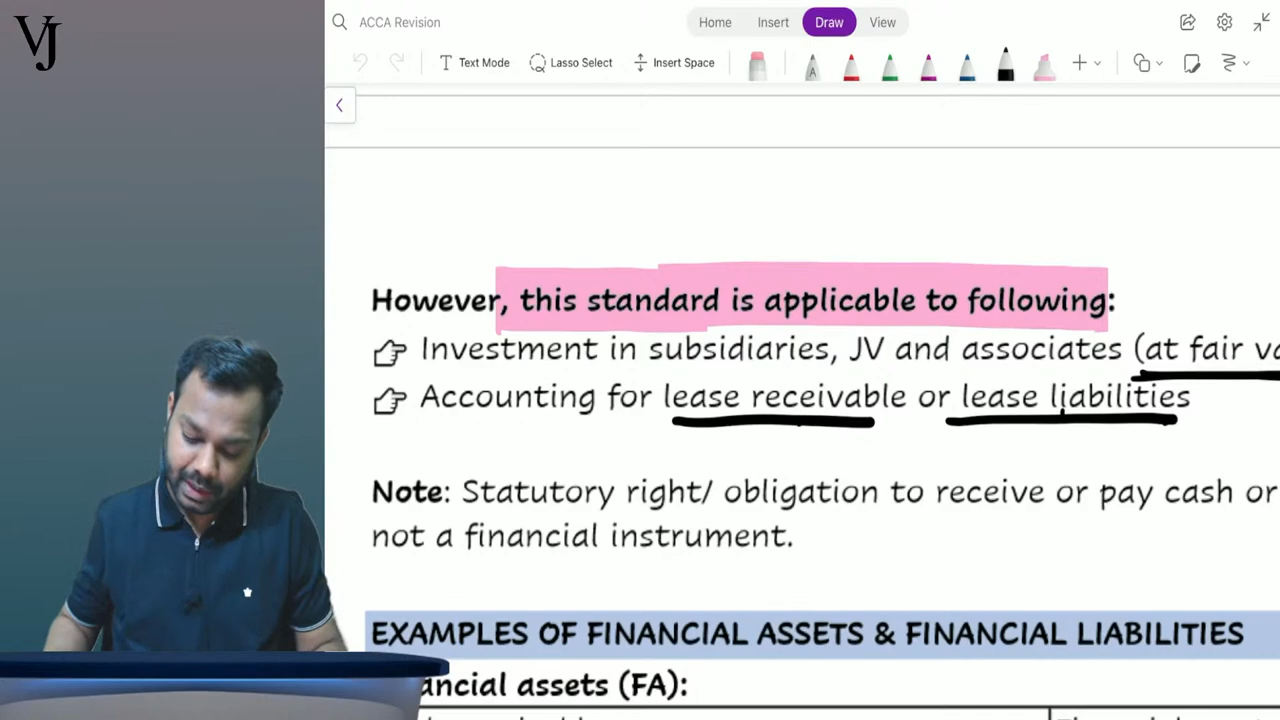 VJ
ACCA Revision
Home Insert Draw View
Text Mode Lasso Select Insert Space
However, this standard is applicable to following:
Investment in subsidiaries, JV and associates (at fair
Accounting for lease receivable or lease liabilities
Note: Statutory right/ obligation to receive or pay cash or
not a financial instrument.
EXAMPLES OF FINANCIAL ASSETS & FINANCIAL LIABILITIES
assets (FA):